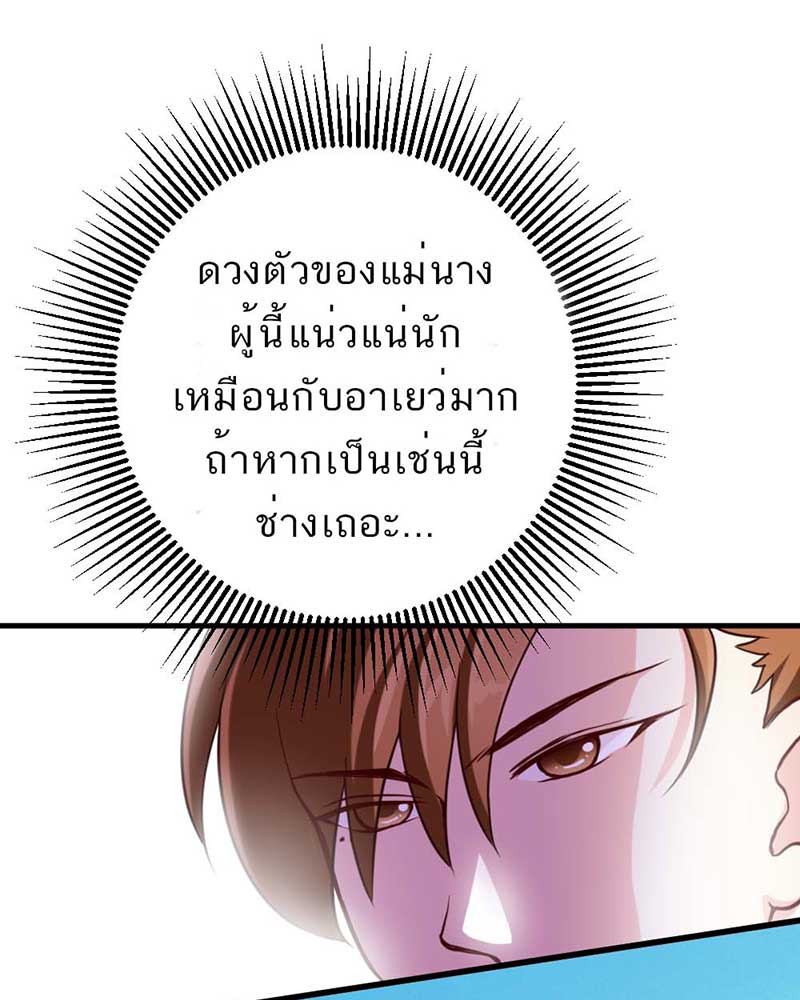 ดวงตัวของแม่นาง
ผู้นี้แน่วแน่นัก
เหมือนกับอาเยว่มาก
ถ้าหากเป็นเช่นนี้
ช่างเถอะ...